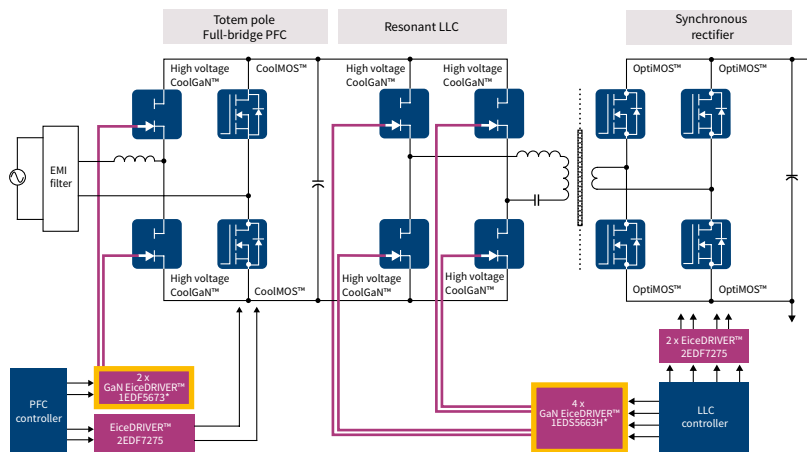 Totem pole
Full-bridge PFC
Resonant LLC
Synchronous
rectifier
High voltage
CoolGaN™
CoolMOS™
High voltage
CoolGaN™
High voltage
CoolGaN™
OptiMOS™
OptiMOS™
EMI
filter
High voltage
CoolGaN™
CoolMOS™
High voltage
CoolGaN™
High voltage
CoolGaN™
OptiMOS™
OptiMOS™
PFC
controller
2 x
GaN EiceDRIVER™
1EDF5673*
EiceDRIVER™
2EDF7275
4 x
GaN EiceDRIVER™
1EDS5663H*
2 x EiceDRIVER™
2EDF7275
LLC
controller